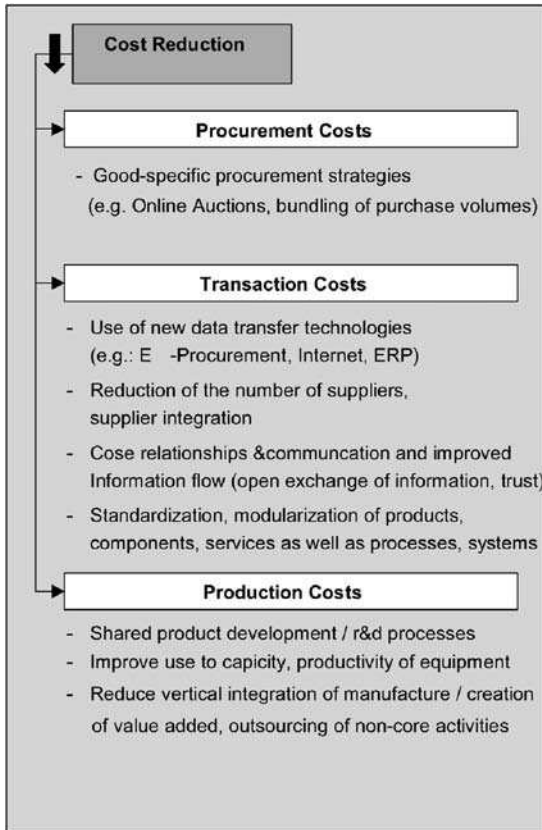 Cost Reduction
Procurement Costs
- Good-specific procurement strategies
(e.g. Online Auctions, bundling of purchase volumes)
Transaction Costs
- Use of new data transfer technologies
(e.g.: E -Procurement, Internet, ERP)
- Reduction of the number of suppliers,
supplier integration
- Cose relationships &communcation and improved
Information flow (open exchange of information, trust)
- Standardization, modularization of products,
components, services as well as processes, systems
Production Costs
- Shared product development / r&d processes
- Improve use to capicity, productivity of equipment
- Reduce vertical integration of manufacture / creation
of value added, outsourcing of non-core activities